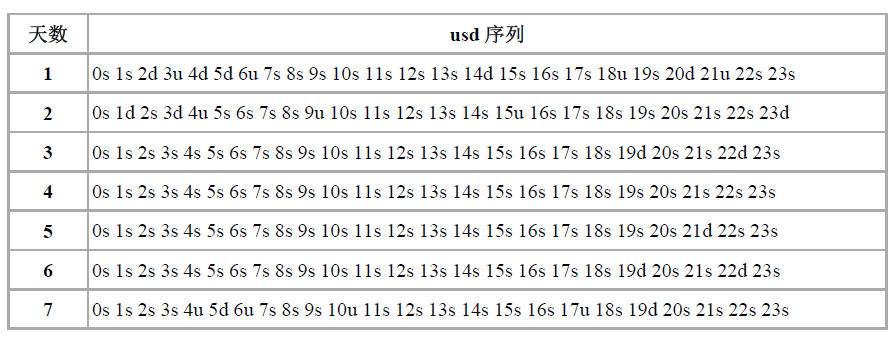 天数 usd 序列
1 0s 1s 2d 3u 4d 5d 6u 7s 8s 9s 10s 11s 12s 13s 14d 15s 16s 17s 18u 19s 20d 21u 22s 23s
2 0s 1d 2s 3d 4u 5s 6s 7s 8s 9u 10s 11s 12s 13s 14s 15u 16s 17s 18s 19s 20s 21s 22s 23d
3 0s 1s 2s 3s 4s 5s 6s 7s 8s 9s 10s 11s 12s 13s 14s 15s 16s 17s 18s 19d 20s 21s 22d 23s
4 0s 1s 2s 3s 4s 5s 6s 7s 8s 9s 10s 11s 12s 13s 14s 15s 16s 17s 18s 19s 20s 21s 22s 23s
5 0s 1s 2s 3s 4s 5s 6s 7s 8s 9s 10s 11s 12s 13s 14s 15s 16s 17s 18s 19s 20s 21d 22s 23s
6 0s 1s 2s 3s 4s 5s 6s 7s 8s 9s 10s 11s 12s 13s 14s 15s 16s 17s 18s 19d 20s 21s 22d 23s
7 0s 1s 2s 3s 4u 5d 6u 7s 8s 9s 10u 11s 12s 13s 14s 15s 16s 17u 18s 19d 20s 21s 22s 23s